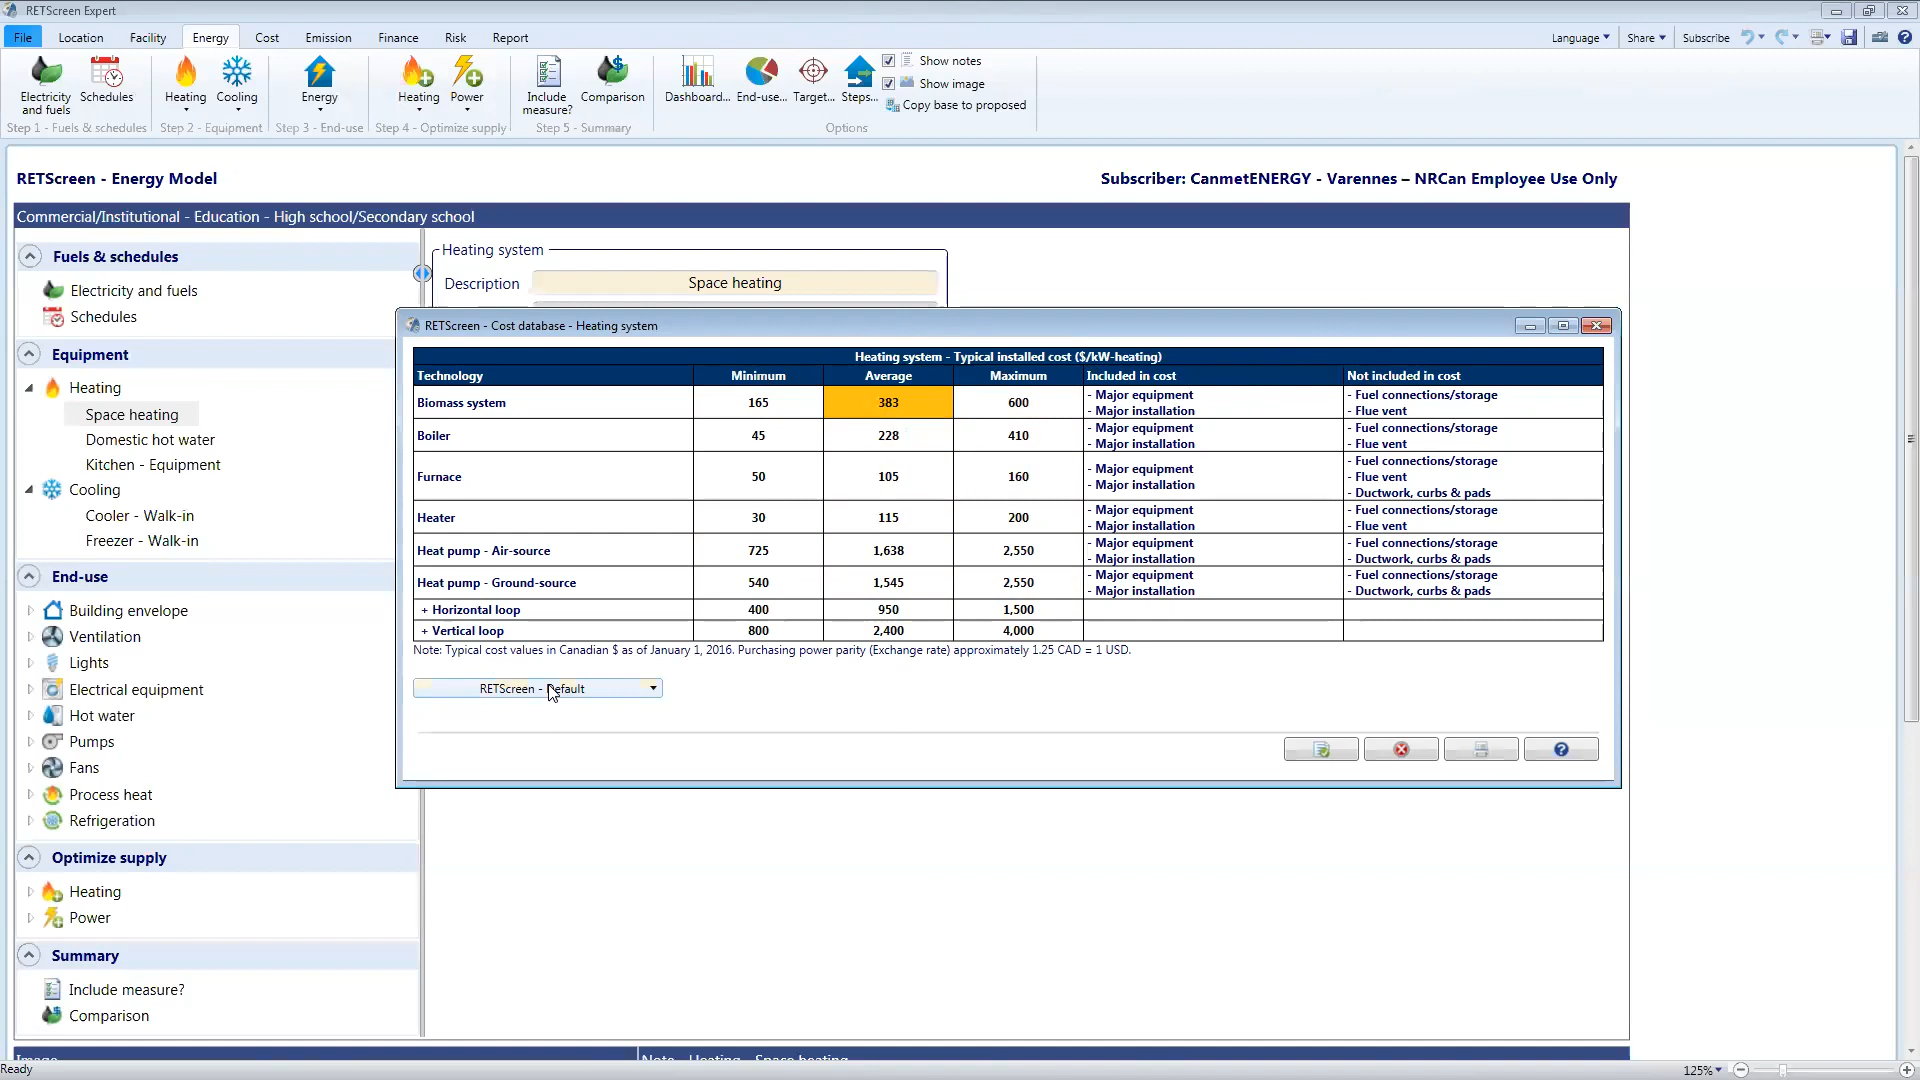 RETScreen Expert
File Location Facility Energy Cost Emission Finance Risk Report
Language Share Subscribe
Electricity and fuels
Schedules
Step 1 - Fuels & schedules
Heating
Cooling
Step 2 - Equipment
Energy
Step 3 - End-use
Heating
Power
Step 4 - Optimize supply
Include measure?
Comparison
Step 5 - Summary
Dashboard...
End-use...
Target...
Steps...
Show notes
Show image
Copy base to proposed
Options
RETScreen - Energy Model
Subscriber: CanmetENERGY - Varennes – NRCan Employee Use Only
Commercial/Institutional - Education - High school/Secondary school
Fuels & schedules
Electricity and fuels
Schedules
Equipment
Heating
Space heating
Domestic hot water
Kitchen - Equipment
Cooling
Cooler - Walk-in
Freezer - Walk-in
End-use
Building envelope
Ventilation
Lights
Electrical equipment
Hot water
Pumps
Fans
Process heat
Refrigeration
Optimize supply
Heating
Power
Summary
Include measure?
Comparison
Heating system
Description Space heating
RETScreen - Cost database - Heating system
Heating system - Typical installed cost ($/kW-heating)
Technology Minimum Average Maximum Included in cost Not included in cost
Biomass system 165 383 600 - Major equipment - Fuel connections/storage
- Major installation - Flue vent
Boiler 45 228 410 - Major equipment - Fuel connections/storage
- Major installation - Flue vent
Furnace 50 105 160 - Major equipment - Fuel connections/storage
- Major installation - Flue vent
- Ductwork, curbs & pads
Heater 30 115 200 - Major equipment - Fuel connections/storage
- Major installation - Flue vent
Heat pump - Air-source 725 1,638 2,550 - Major equipment - Fuel connections/storage
- Major installation - Ductwork, curbs & pads
Heat pump - Ground-source 540 1,545 2,550 - Major equipment - Fuel connections/storage
- Major installation - Ductwork, curbs & pads
+ Horizontal loop 400 950 1,500
+ Vertical loop 800 2,400 4,000
Note: Typical cost values in Canadian $ as of January 1, 2016. Purchasing power parity (Exchange rate) approximately 1.25 CAD = 1 USD.
RETScreen - Default
Image
Note - Heating - Space heating
Ready
125%